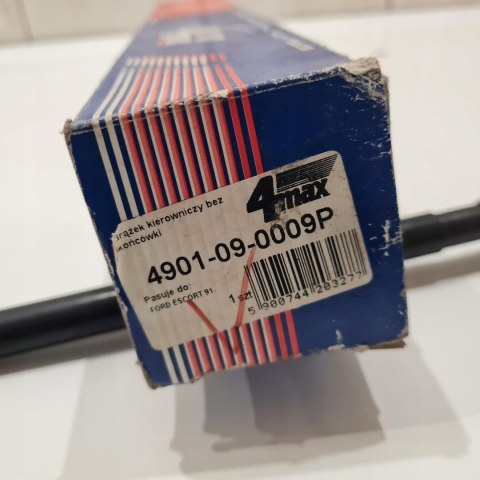 4max
drążek kierowniczy bez
końcówki
4901-09-0009P
Pasuje do:
FORD ESCORT 91-
1 szt
5 900744 203277